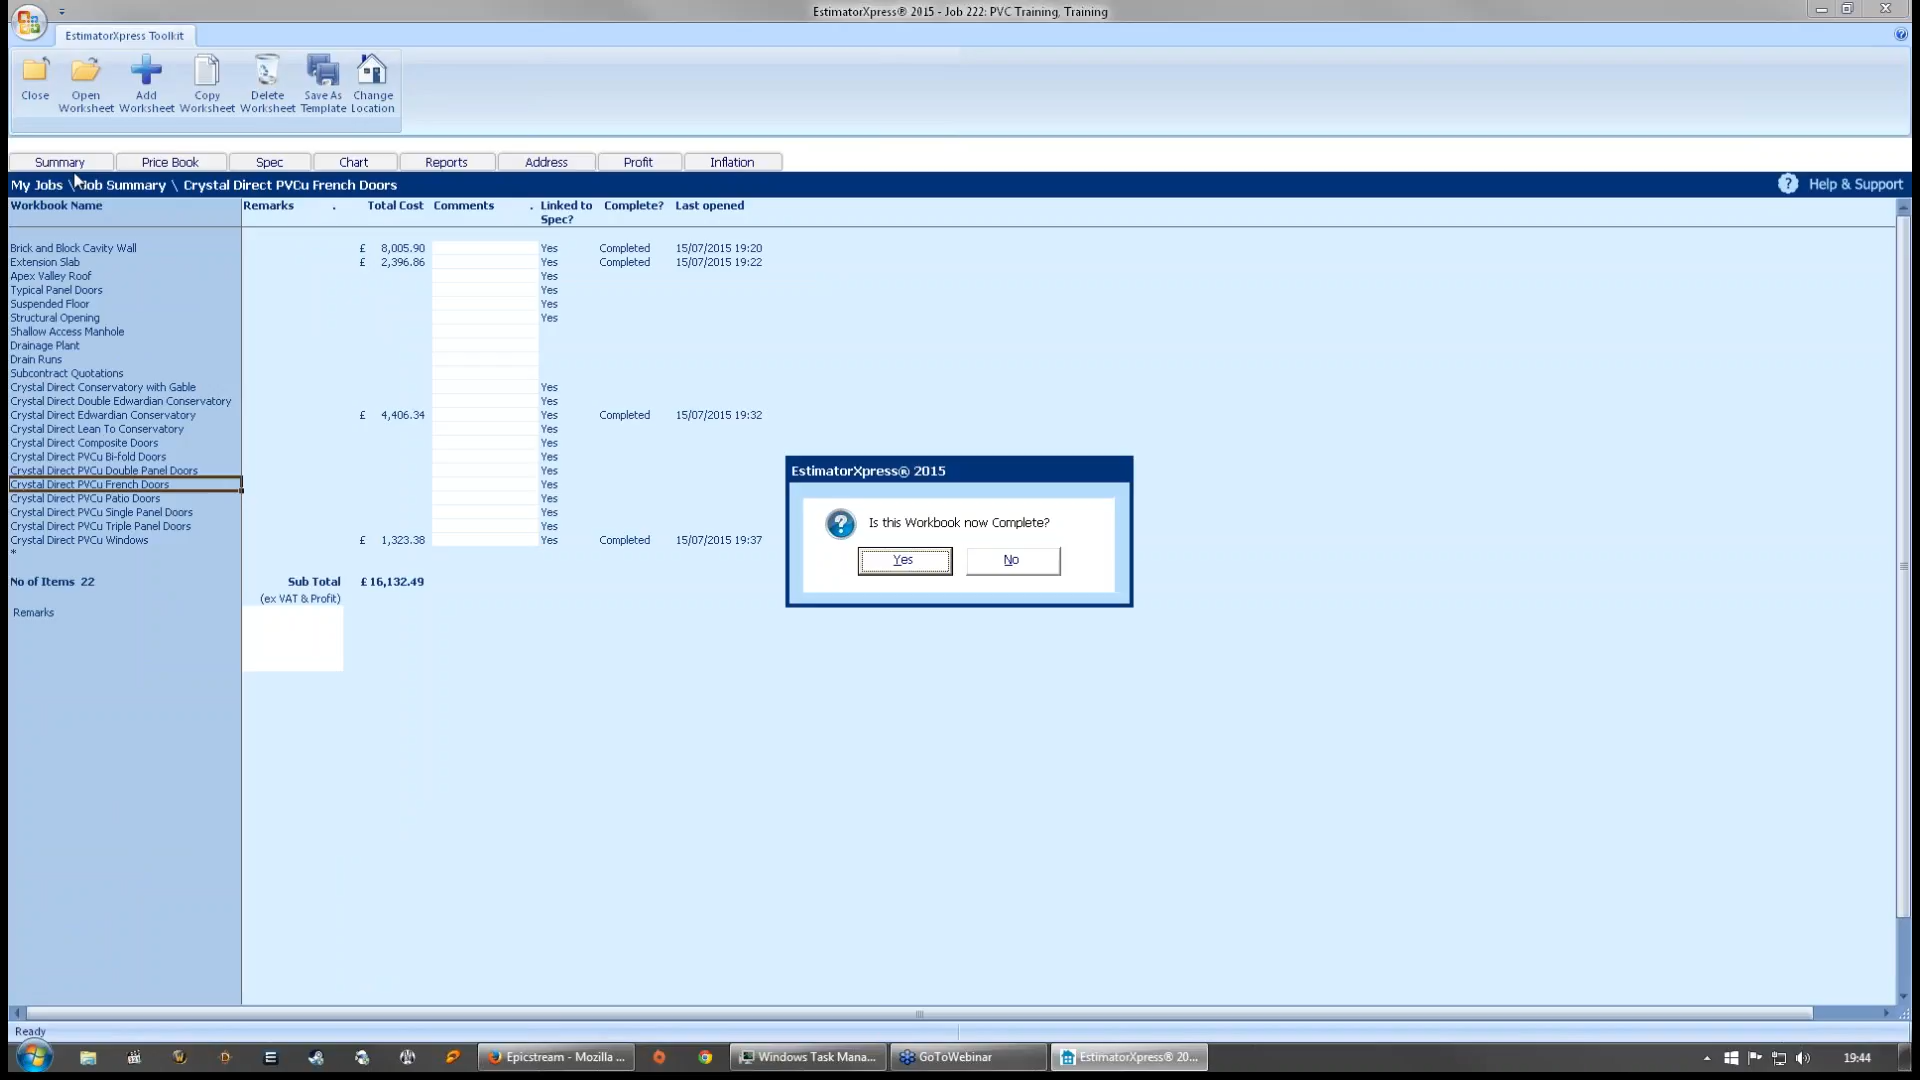 EstimatorXpress® 2015 - Job 222: PVC Training, Training
EstimatorXpress Toolkit
Close
Open Worksheet
Add Worksheet
Copy Worksheet
Delete Worksheet
Save As Template
Change Location
Summary Price Book Spec Chart Reports Address Profit Inflation
My Jobs \ Job Summary \ Crystal Direct PVCu French Doors
? Help & Support
Workbook Name Remarks . Total Cost Comments . Linked to Spec? Complete? Last opened
Brick and Block Cavity Wall £ 8,005.90 Yes Completed 15/07/2015 19:20
Extension Slab £ 2,396.86 Yes Completed 15/07/2015 19:22
Apex Valley Roof Yes
Typical Panel Doors Yes
Suspended Floor Yes
Structural Opening Yes
Shallow Access Manhole
Drainage Plant
Drain Runs
Subcontract Quotations
Crystal Direct Conservatory with Gable Yes
Crystal Direct Double Edwardian Conservatory Yes
Crystal Direct Edwardian Conservatory £ 4,406.34 Yes Completed 15/07/2015 19:32
Crystal Direct Lean To Conservatory Yes
Crystal Direct Composite Doors Yes
Crystal Direct PVCu Bi-fold Doors Yes
Crystal Direct PVCu Double Panel Doors Yes
Crystal Direct PVCu French Doors Yes
Crystal Direct PVCu Patio Doors Yes
Crystal Direct PVCu Single Panel Doors Yes
Crystal Direct PVCu Triple Panel Doors Yes
Crystal Direct PVCu Windows £ 1,323.38 Yes Completed 15/07/2015 19:37
*
No of Items 22 Sub Total £ 16,132.49
(ex VAT & Profit)
Remarks
EstimatorXpress® 2015
Is this Workbook now Complete?
Yes No
Ready
Epicstream - Mozilla ... Windows Task Mana... GoToWebinar EstimatorXpress® 20... 19:44